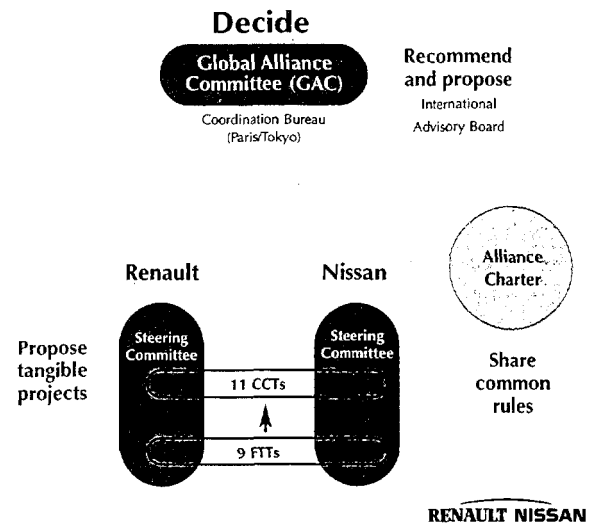 Decide
Global Alliance
Committee (GAC)
Coordination Bureau
(Paris/Tokyo)
Recommend
and propose
International
Advisory Board
Renault
Nissan
Alliance
Charter
Propose
tangible
projects
Steering
Committee
Steering
Committee
11 CCTs
9 FTTs
Share
common
rules
RENAULT NISSAN